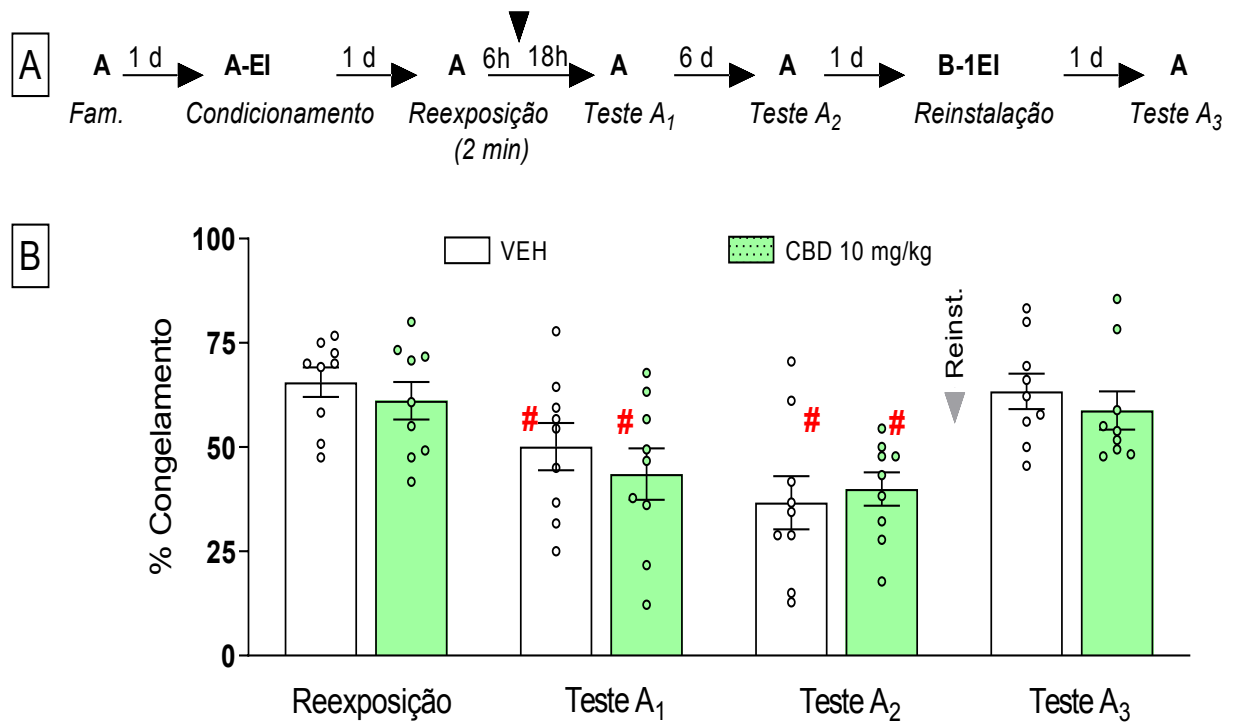 A
1 d 1 d 6h 18h 6 d 1 d 1 d
A A-EI A A A B-1EI A
Fam. Condicionamento Reexposição Teste A1 Teste A2 Reinstalação Teste A3
(2 min)
B
VEH CBD 10 mg/kg
% Congelamento
100
75
50
25
0
# # # #
Reinst.
Reexposição Teste A1 Teste A2 Teste A3